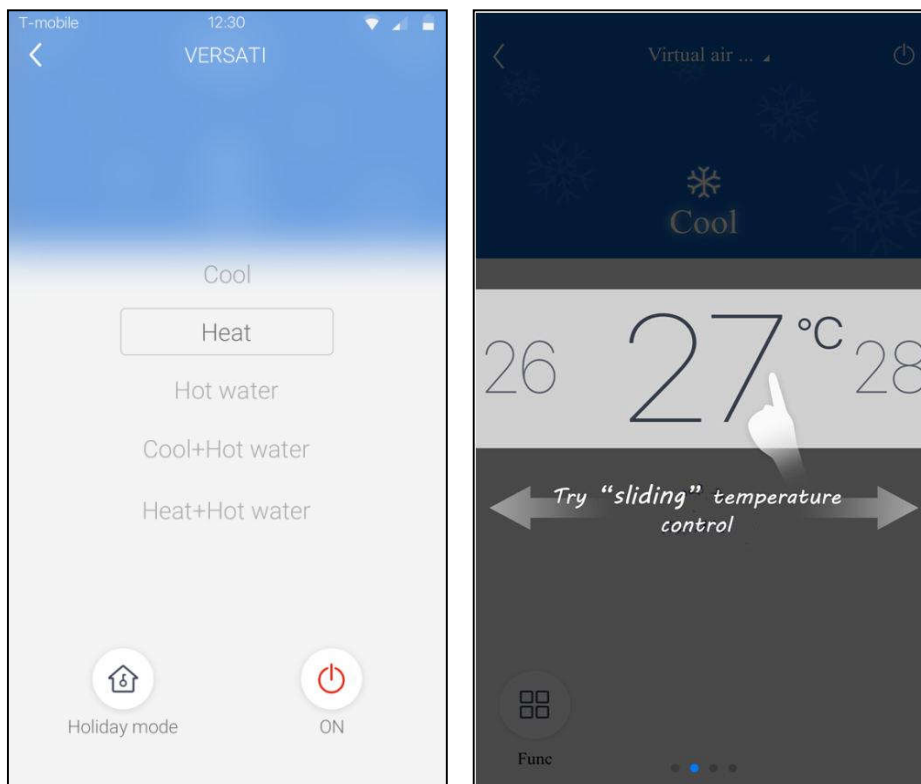 T-mobile 12:30
VERSATI
Cool
Heat
Hot water
Cool+Hot water
Heat+Hot water
Holiday mode ON
Virtual air ...
Cool
26 27°C 28
Try “sliding” temperature
control
Func